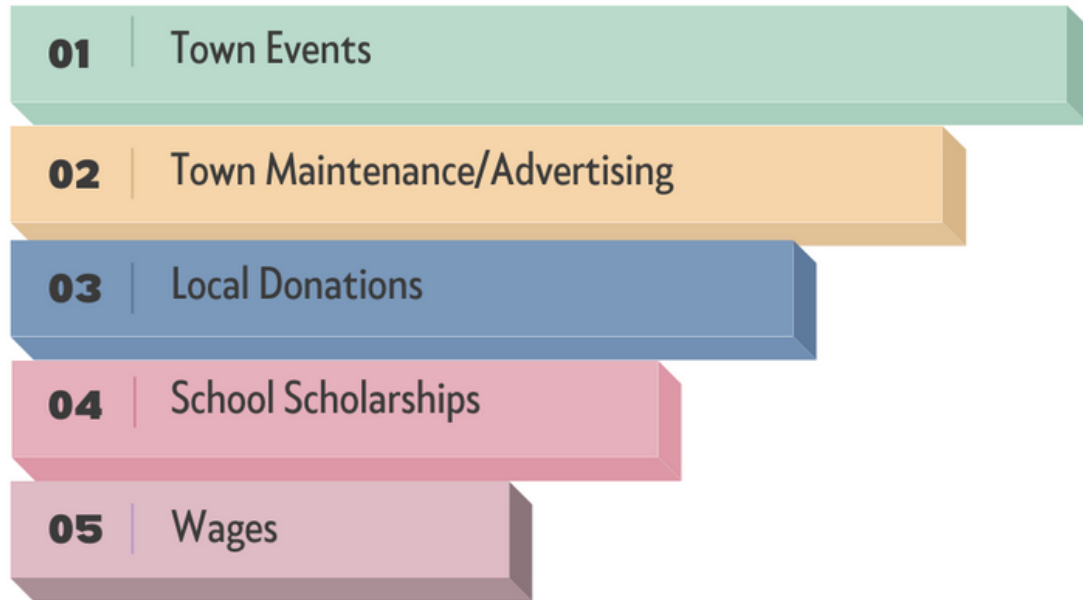 01 Town Events
02 Town Maintenance/Advertising
03 Local Donations
04 School Scholarships
05 Wages